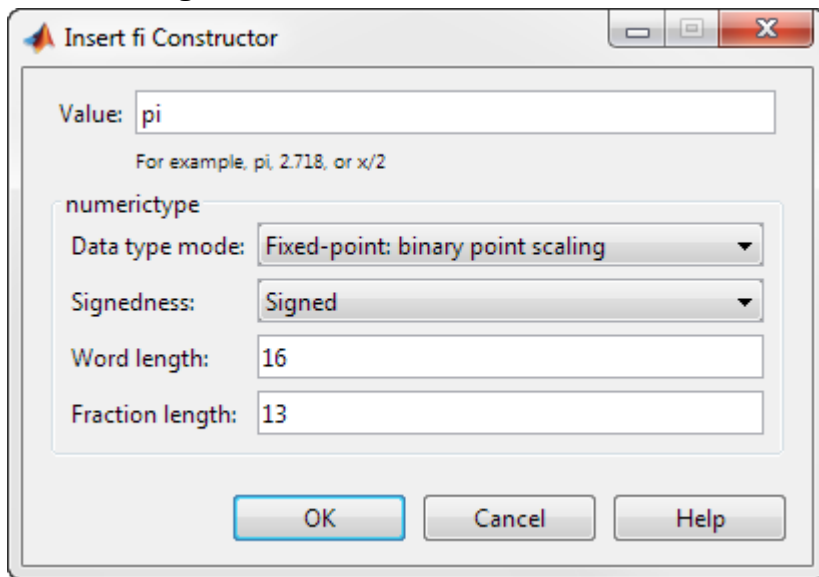 Insert fi Constructor
Value: pi
For example, pi, 2.718, or x/2
numerictype
Data type mode: Fixed-point: binary point scaling
Signedness: Signed
Word length: 16
Fraction length: 13
OK Cancel Help